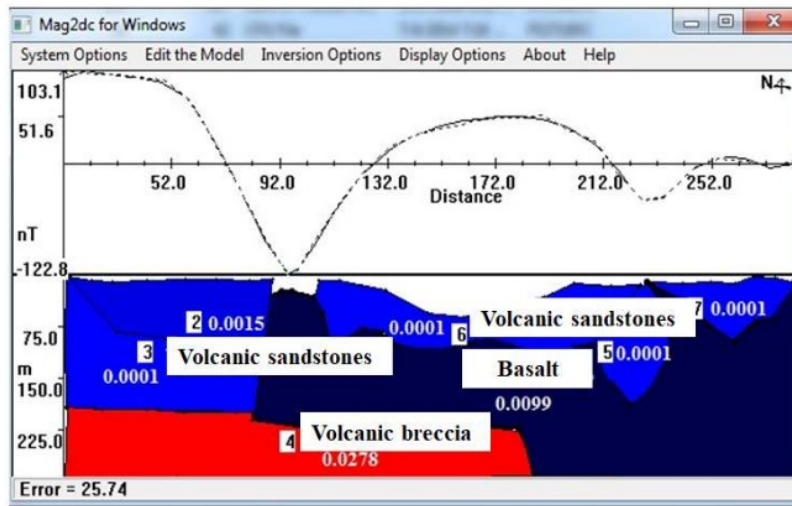 Mag2dc for Windows
System Options Edit the Model Inversion Options Display Options About Help
103.1
N
51.6
52.0 92.0 132.0 172.0 212.0 252.0
Distance
nT
-122.8
2 0.0015
0.0001
6
Volcanic sandstones
7 0.0001
75.0
3
Volcanic sandstones
5 0.0001
0.0001
Basalt
m
150.0
0.0099
Volcanic breccia
4
225.0
0.0278
Error = 25.74